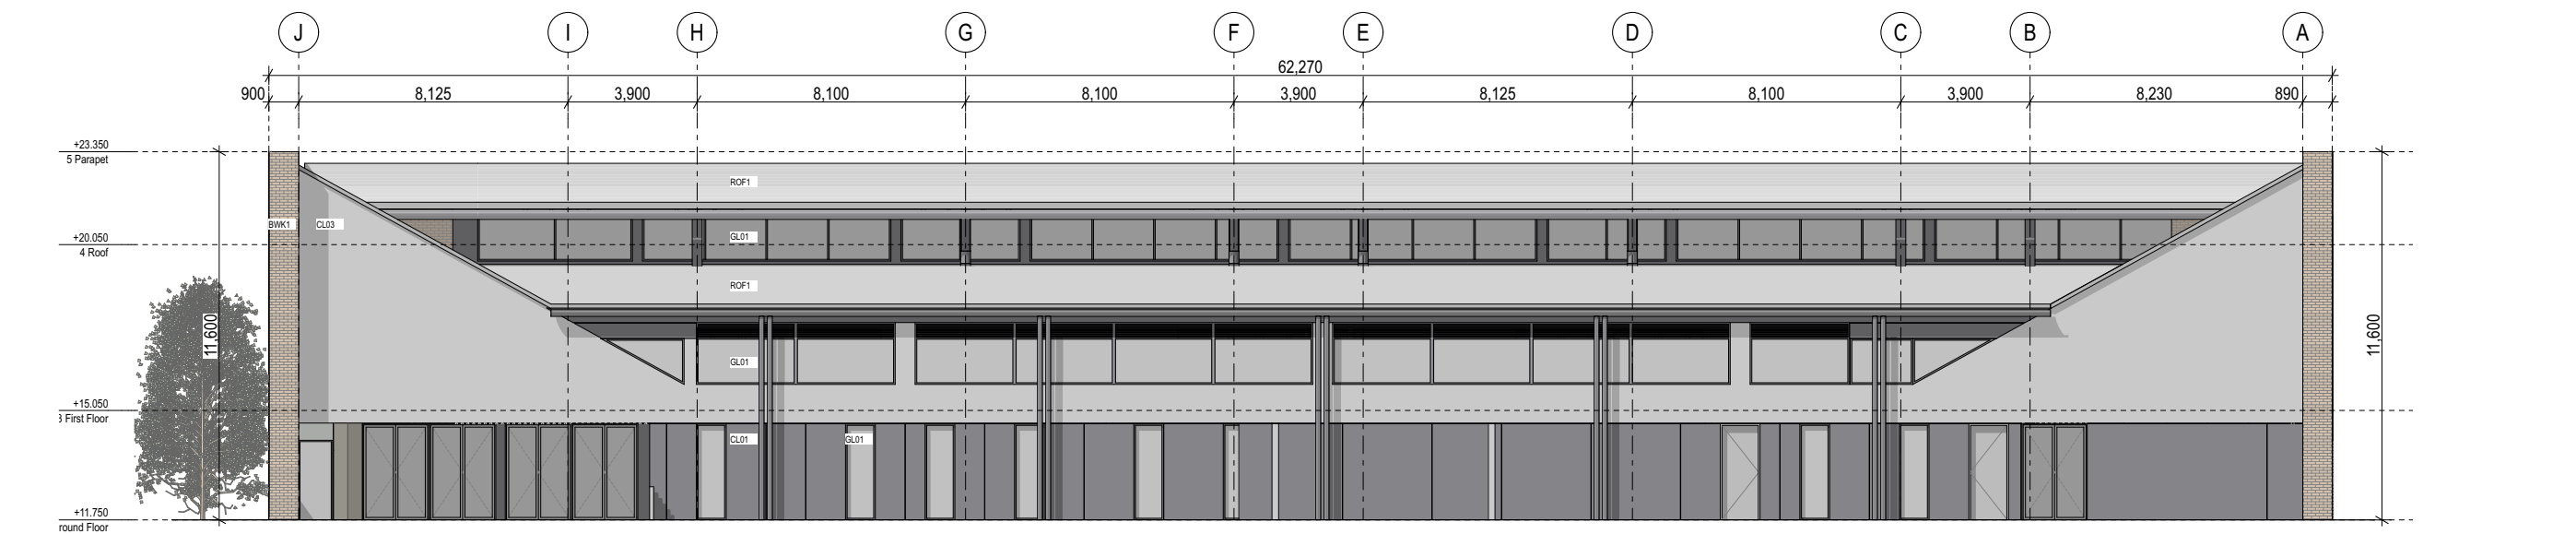 J I H G F E D C B A
62,270
900 8,125 3,900 8,100 8,100 3,900 8,125 8,100 3,900 8,230 890
+23.350
5 Parapet
ROF1
BWK1 CL03
GL01
+20.050
4 Roof
ROF1
11,600
11,600
GL01
+15.050
3 First Floor
CL01 GL01
+11.750
round Floor